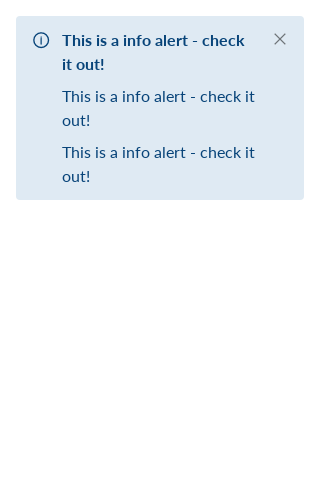 This is a info alert - check
it out!
This is a info alert - check it
out!
This is a info alert - check it
out!